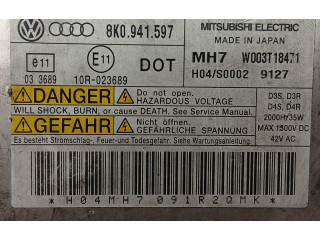 8K0.941.597
MITSUBISHI ELECTRIC
MADE IN JAPAN
e11
E11
DOT
MH7 W003T18471
03 3689
10R-023689
H04/S0002 9127
DANGER Do not open.
HAZARDOUS VOLTAGE
WILL SHOCK, BURN, or cause DEATH. See Service Manual.
GEFAHR Nicht öffnen.
GEFÄHRLICHE SPANNUNG
Es besteht Stromschlag-, Feuer-und Todesgefahr. Siehe Wartungsanleitung.
D3S, D3R
D4S, D4R
2000Hz 35W
MAX 1500V DC
42V AC
*H04MH7091R2QMK*